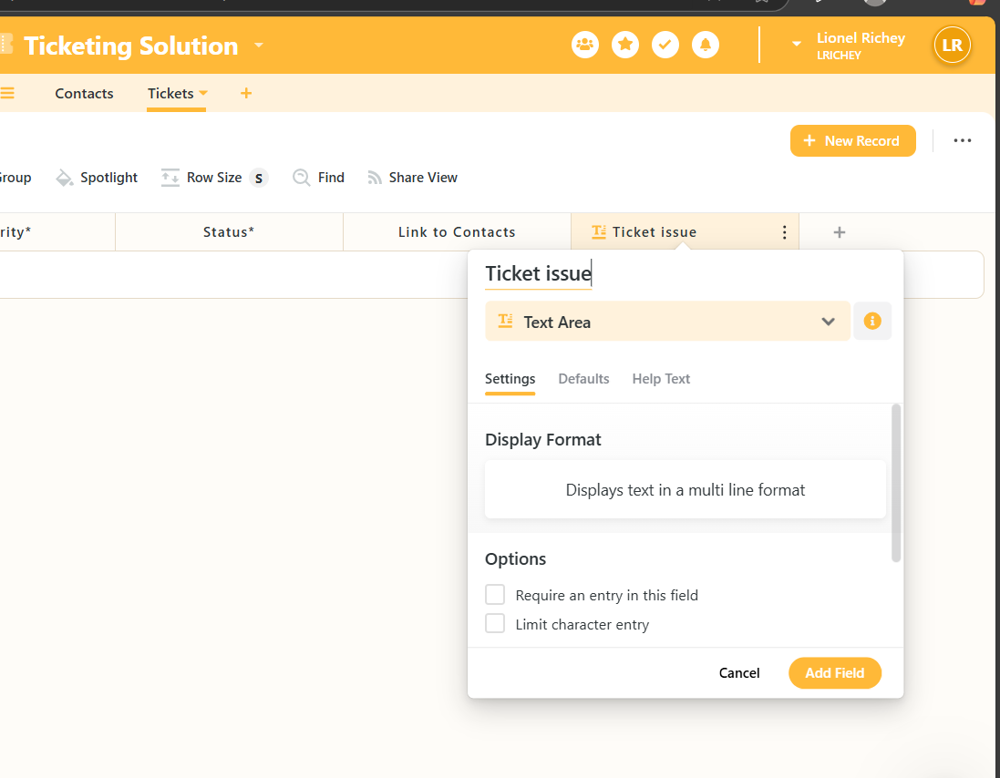 Ticketing Solution
Lionel Richey
LRICHEY
LR
Contacts
Tickets
+
+ New Record
Spotlight
Row Size S
Find
Share View
Status*
Link to Contacts
Ticket issue
+
Ticket issue
Text Area
Settings
Defaults
Help Text
Display Format
Displays text in a multi line format
Options
Require an entry in this field
Limit character entry
Cancel
Add Field